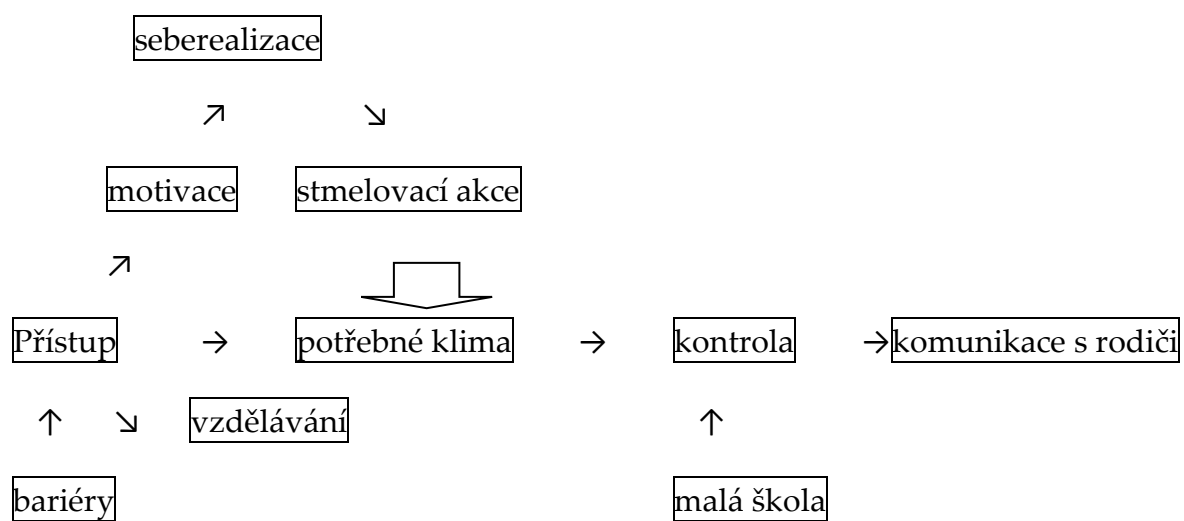 seberealizace
↗ ↘
motivace stmelovací akce
↗
Přístup → potřebné klima → kontrola → komunikace s rodiči
↑ ↘ vzdělávání ↑
bariéry malá škola